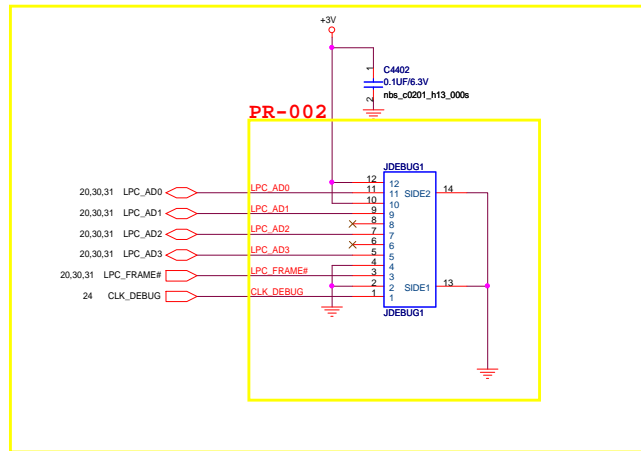 +3V
1
C4402
0.1UF/6.3V
2
nbs_c0201_h13_000s
PR-002
JDEBUG1
12
12
20,30,31 LPC_AD0 LPC_AD0 11 11 SIDE2 14
10
10
20,30,31 LPC_AD1 LPC_AD1 9 9
8
8
20,30,31 LPC_AD2 LPC_AD2 7 7
6
6
20,30,31 LPC_AD3 LPC_AD3 5 5
4
4
20,30,31 LPC_FRAME# LPC_FRAME# 3 3
2 2 SIDE1 13
24 CLK_DEBUG CLK_DEBUG 1 1
JDEBUG1